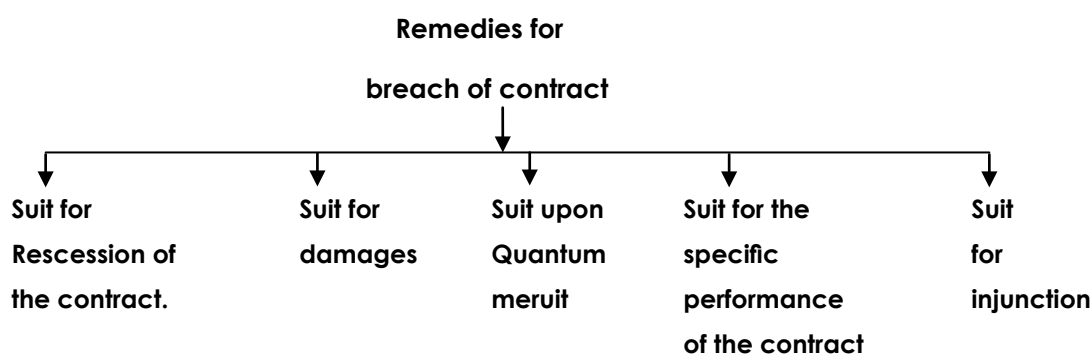 Remedies for
breach of contract
Suit for
Rescession of
the contract.
Suit for
damages
Suit upon
Quantum
meruit
Suit for the
specific
performance
of the contract
Suit
for
injunction